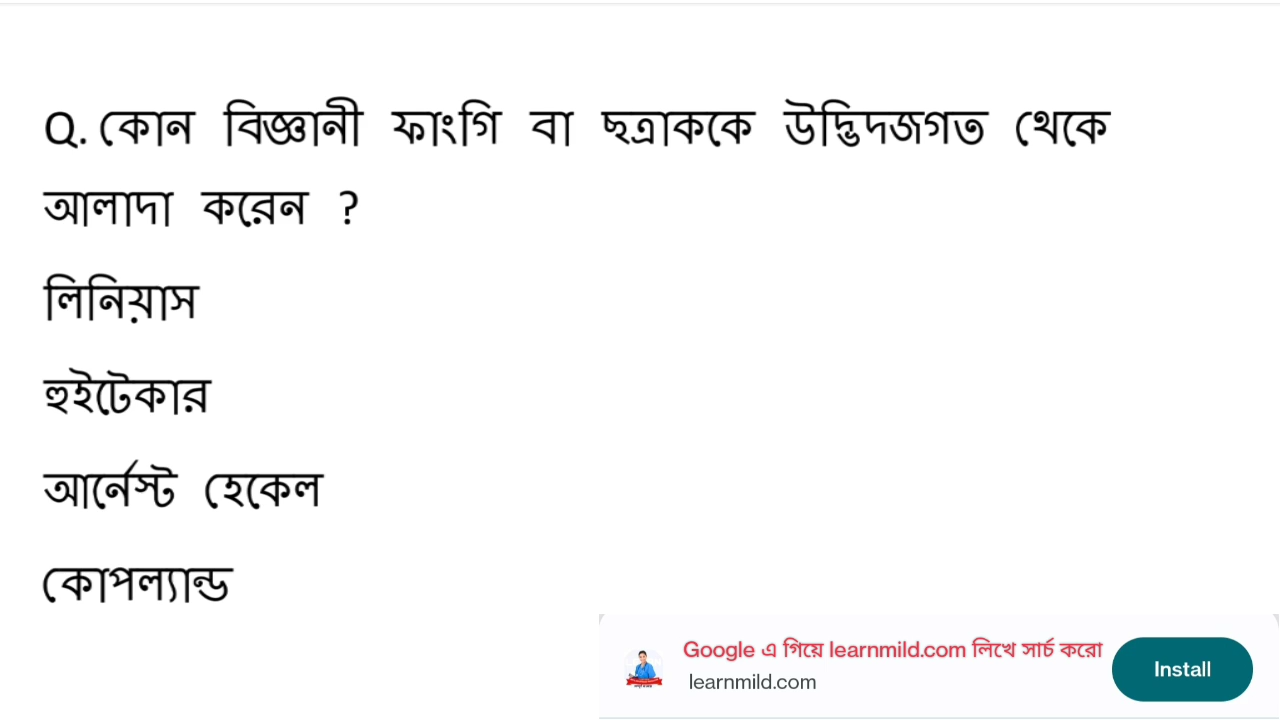 Q. কোন বিজ্ঞানী ফাংগি বা ছত্রাককে উদ্ভিদজগত থেকে
আলাদা করেন ?
লিনিয়াস
হুইটেকার
আর্নেস্ট হেকেল
কোপল্যান্ড
Google এ গিয়ে learnmild.com লিখে সার্চ করো
learnmild.com
Install